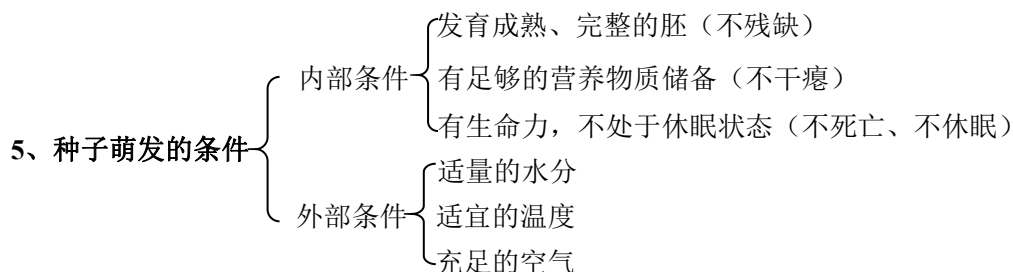 5、种子萌发的条件
内部条件
发育成熟、完整的胚（不残缺）
有足够的营养物质储备（不干瘪）
有生命力，不处于休眠状态（不死亡、不休眠）
外部条件
适量的水分
适宜的温度
充足的空气